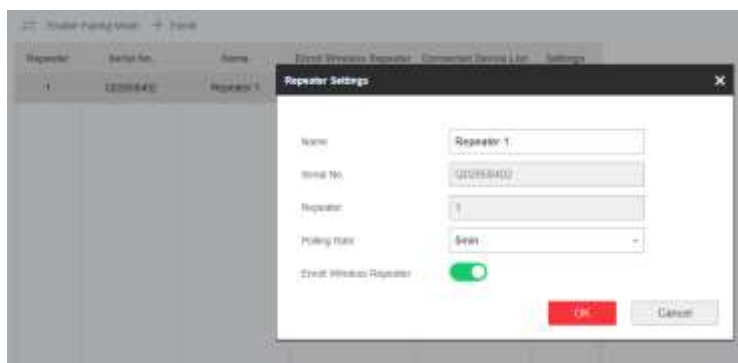 Enable Pairing Mode + Enroll
Repeater Serial No. Name Enroll Wireless Repeater Connected Device List Settings
1 Repeater 1
Repeater Settings
Name Repeater 1
Serial No.
Repeater 1
Polling Rate 5min
Enroll Wireless Repeater
OK Cancel